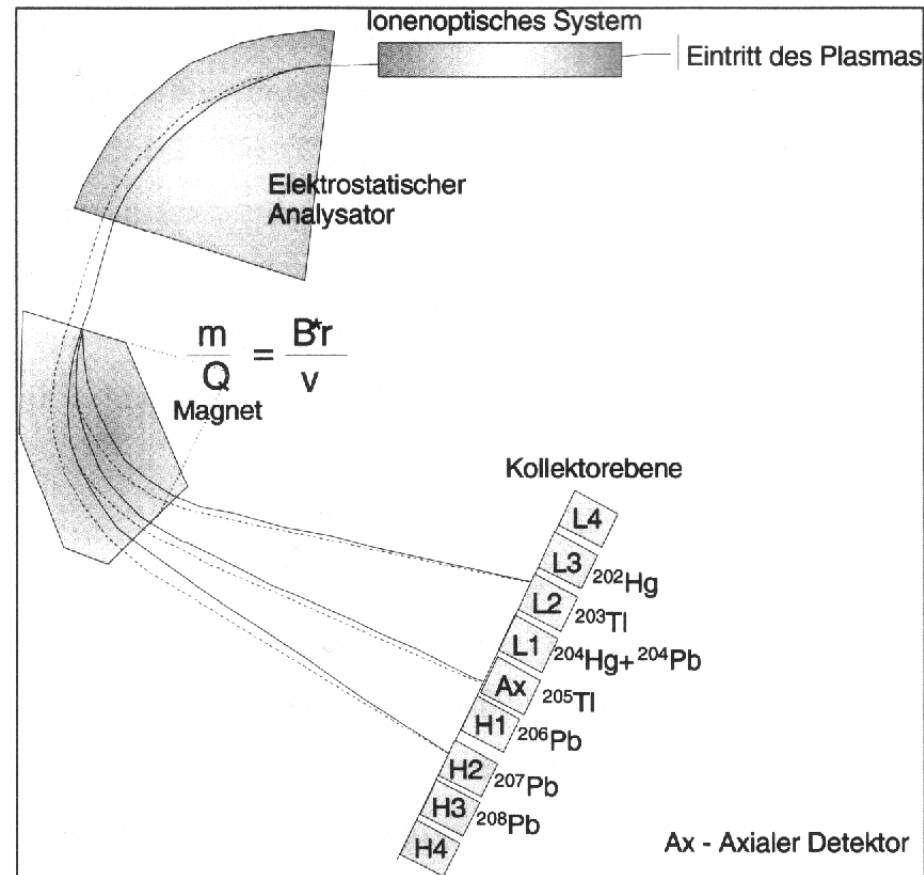 Ionenoptisches System
Eintritt des Plasmas
Elektrostatischer
Analysator
m/Q = B*r/v
Magnet
Kollektorebene
L4
L3
²⁰²Hg
L2
²⁰³Tl
L1
²⁰⁴Hg+²⁰⁴Pb
Ax
²⁰⁵Tl
H1
²⁰⁶Pb
H2
²⁰⁷Pb
H3
²⁰⁸Pb
H4
Ax - Axialer Detektor